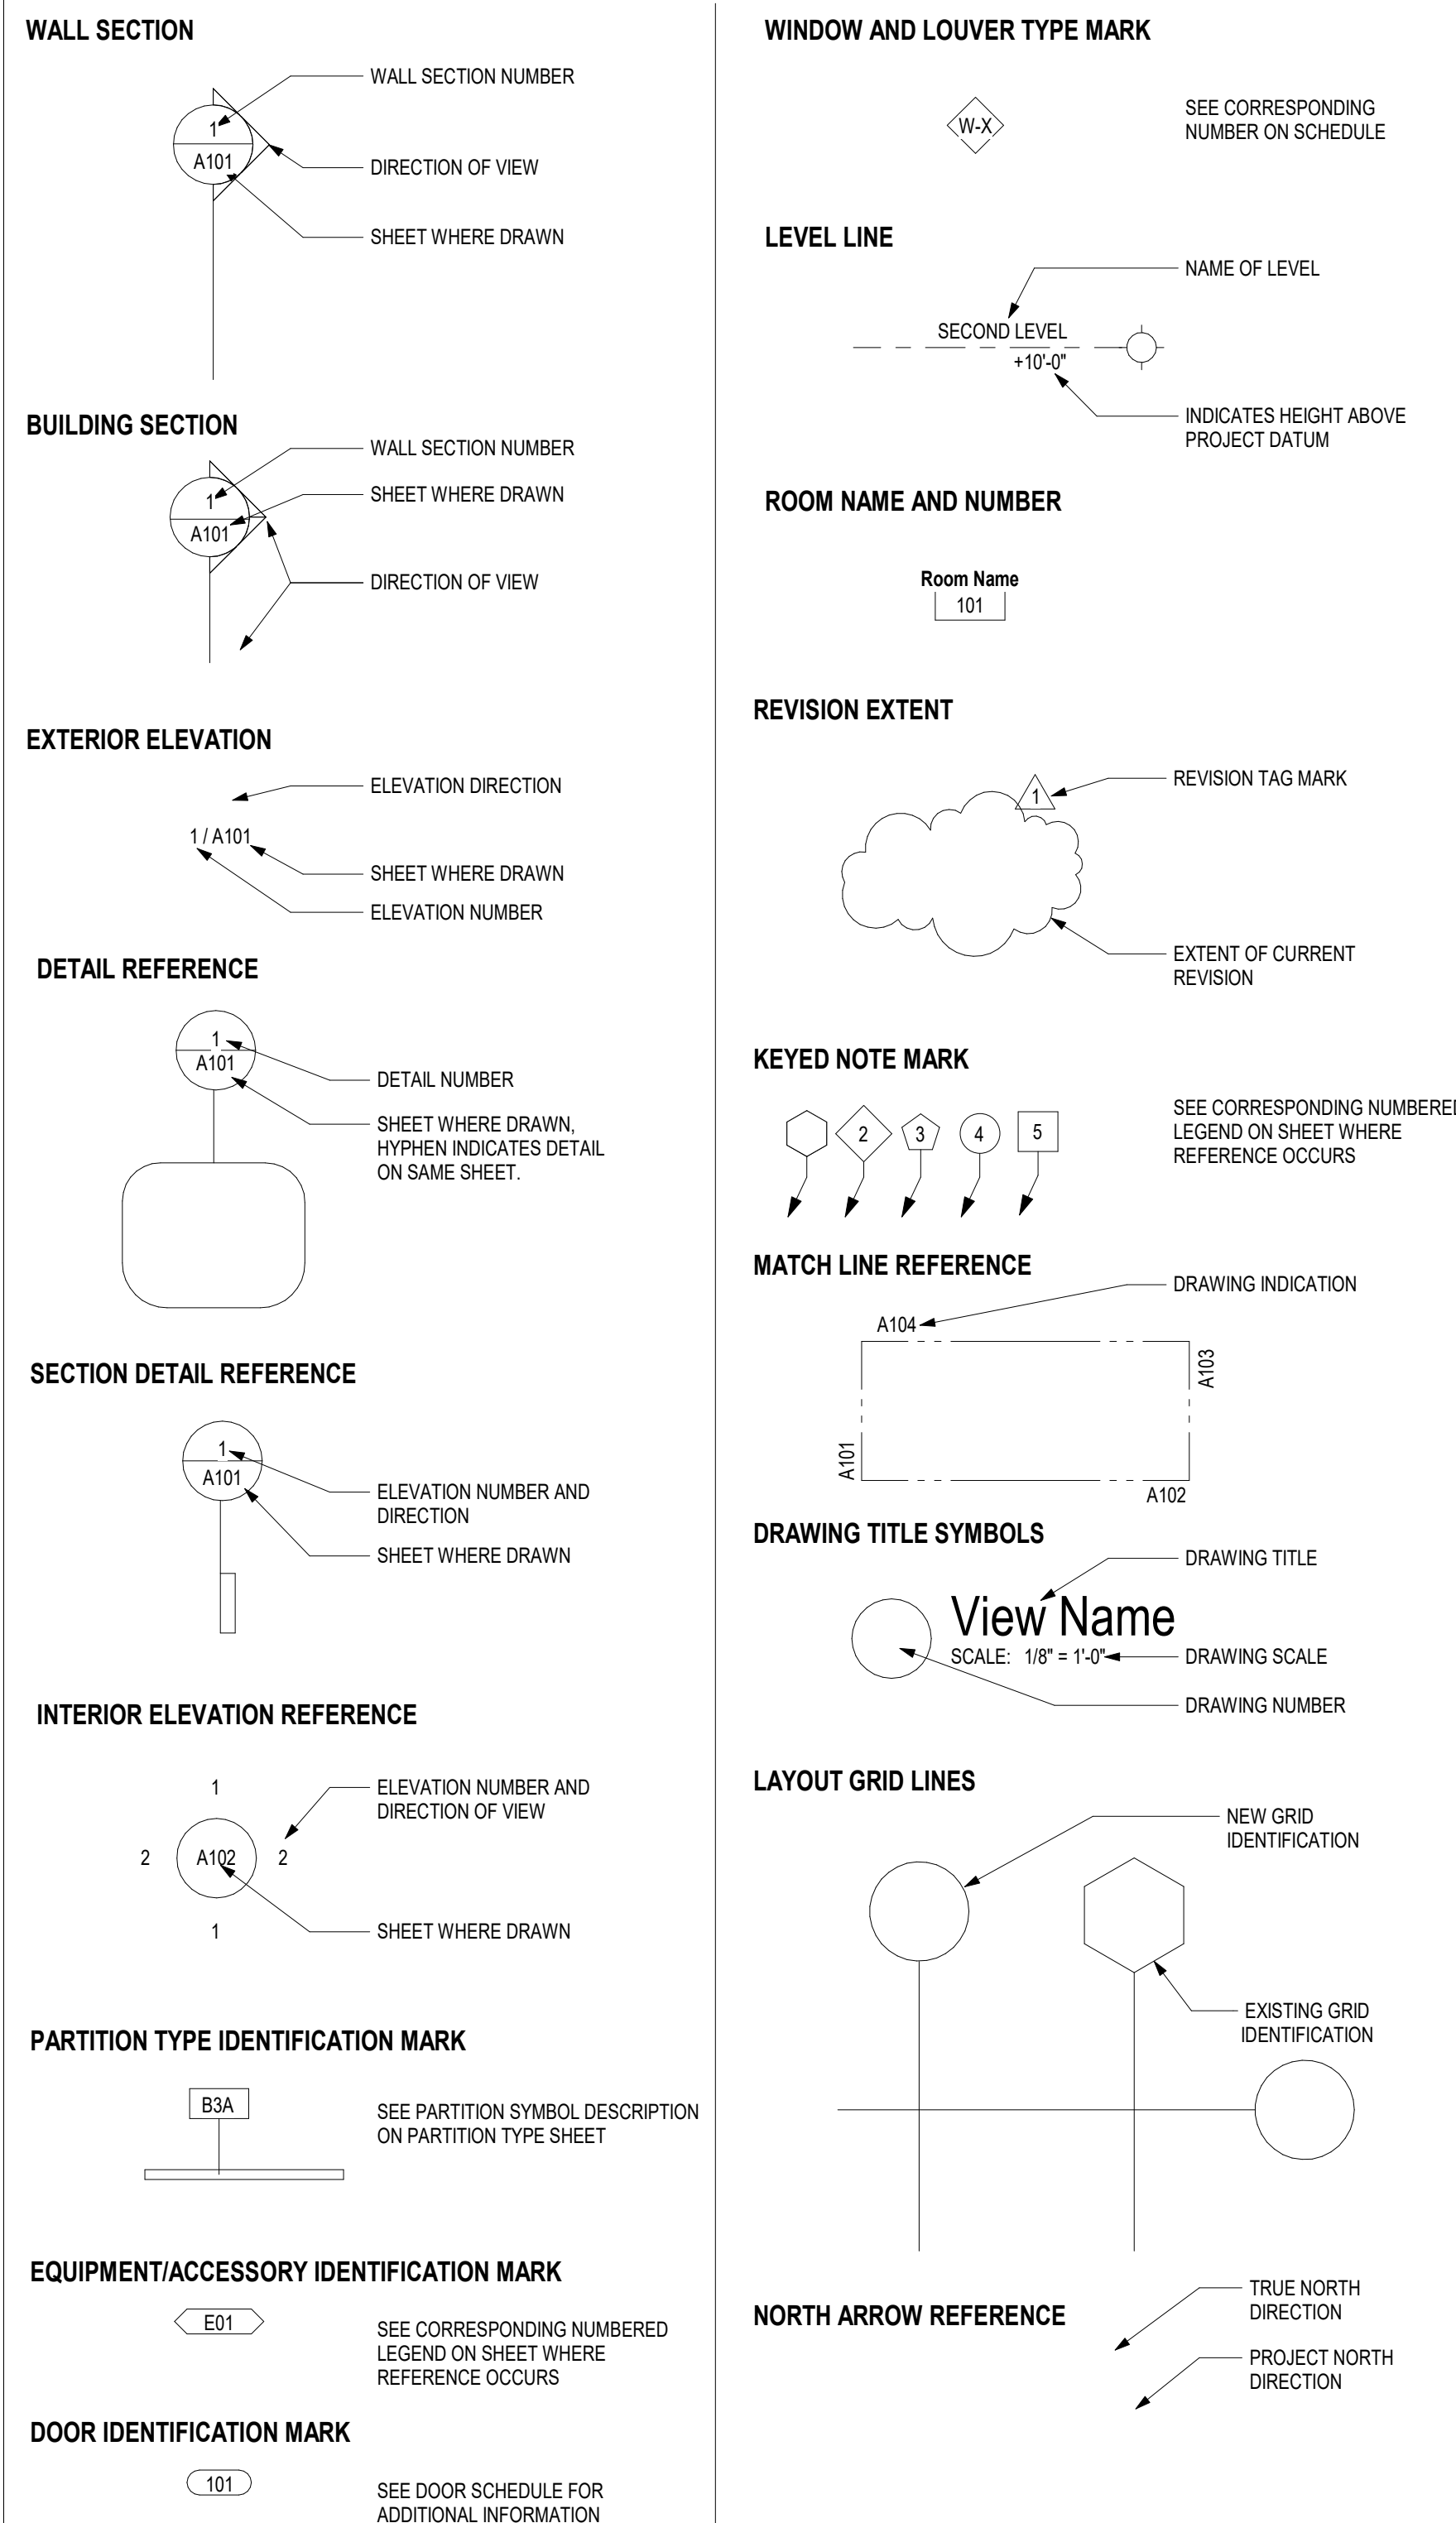 WALL SECTION
WALL SECTION NUMBER
1
A101
DIRECTION OF VIEW
SHEET WHERE DRAWN
BUILDING SECTION
WALL SECTION NUMBER
SHEET WHERE DRAWN
1
A101
DIRECTION OF VIEW
EXTERIOR ELEVATION
ELEVATION DIRECTION
1 / A101
SHEET WHERE DRAWN
ELEVATION NUMBER
DETAIL REFERENCE
1
A101
DETAIL NUMBER
SHEET WHERE DRAWN,
HYPHEN INDICATES DETAIL
ON SAME SHEET.
SECTION DETAIL REFERENCE
1
A101
ELEVATION NUMBER AND
DIRECTION
SHEET WHERE DRAWN
INTERIOR ELEVATION REFERENCE
1
ELEVATION NUMBER AND
DIRECTION OF VIEW
2
A102
2
1
SHEET WHERE DRAWN
PARTITION TYPE IDENTIFICATION MARK
B3A
SEE PARTITION SYMBOL DESCRIPTION
ON PARTITION TYPE SHEET
EQUIPMENT/ACCESSORY IDENTIFICATION MARK
E01
SEE CORRESPONDING NUMBERED
LEGEND ON SHEET WHERE
REFERENCE OCCURS
DOOR IDENTIFICATION MARK
101
SEE DOOR SCHEDULE FOR
ADDITIONAL INFORMATION
WINDOW AND LOUVER TYPE MARK
W-X
SEE CORRESPONDING
NUMBER ON SCHEDULE
LEVEL LINE
NAME OF LEVEL
SECOND LEVEL
+10'-0"
INDICATES HEIGHT ABOVE
PROJECT DATUM
ROOM NAME AND NUMBER
Room Name
101
REVISION EXTENT
REVISION TAG MARK
1
EXTENT OF CURRENT
REVISION
KEYED NOTE MARK
2
3
4
5
SEE CORRESPONDING NUMBERED
LEGEND ON SHEET WHERE
REFERENCE OCCURS
MATCH LINE REFERENCE
DRAWING INDICATION
A104
A103
A101
A102
DRAWING TITLE SYMBOLS
DRAWING TITLE
View Name
SCALE: 1/8" = 1'-0"
DRAWING SCALE
DRAWING NUMBER
LAYOUT GRID LINES
NEW GRID
IDENTIFICATION
EXISTING GRID
IDENTIFICATION
NORTH ARROW REFERENCE
TRUE NORTH
DIRECTION
PROJECT NORTH
DIRECTION